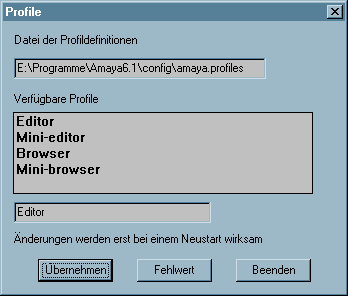 Profile
Datei der Profildefinitionen
E:\Programme\Amaya6.1\config\amaya.profiles
Verfügbare Profile
Editor
Mini-editor
Browser
Mini-browser
Editor
Änderungen werden erst bei einem Neustart wirksam
Übernehmen Fehlwert Beenden